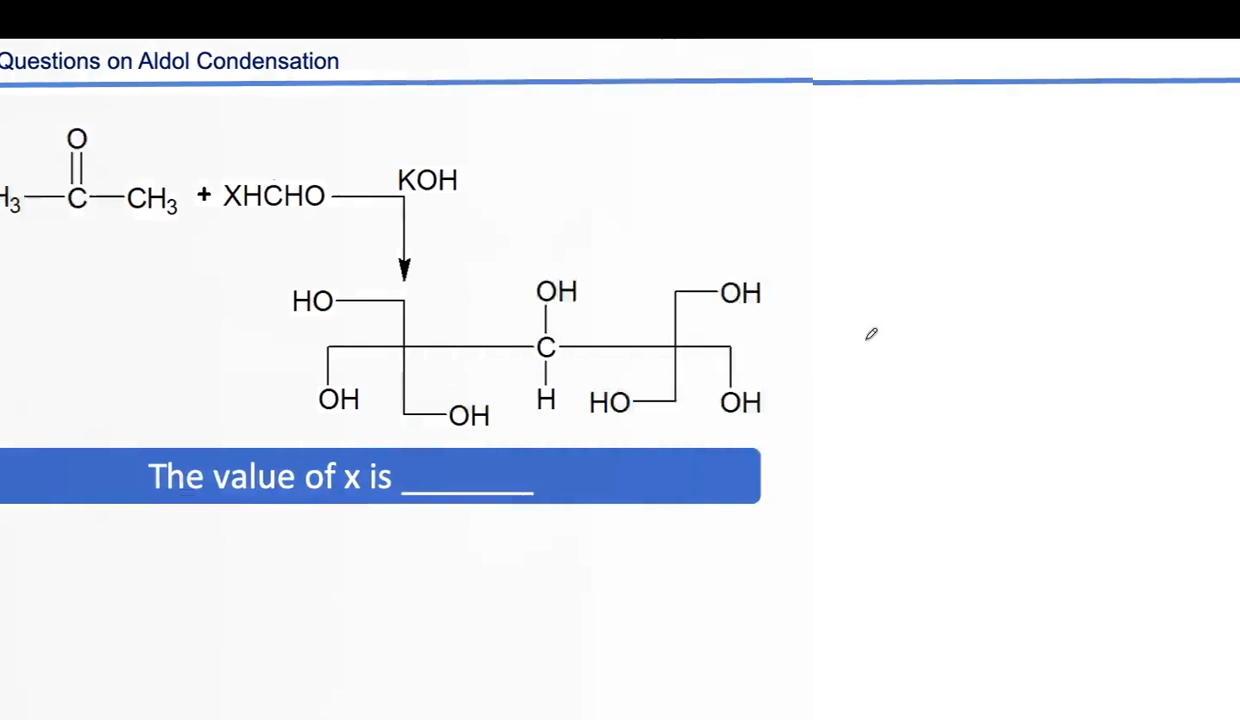 Questions on Aldol Condensation
O
H₃ C CH₃ + XHCHO KOH
HO OH OH
C
OH OH H HO OH
The value of x is ________